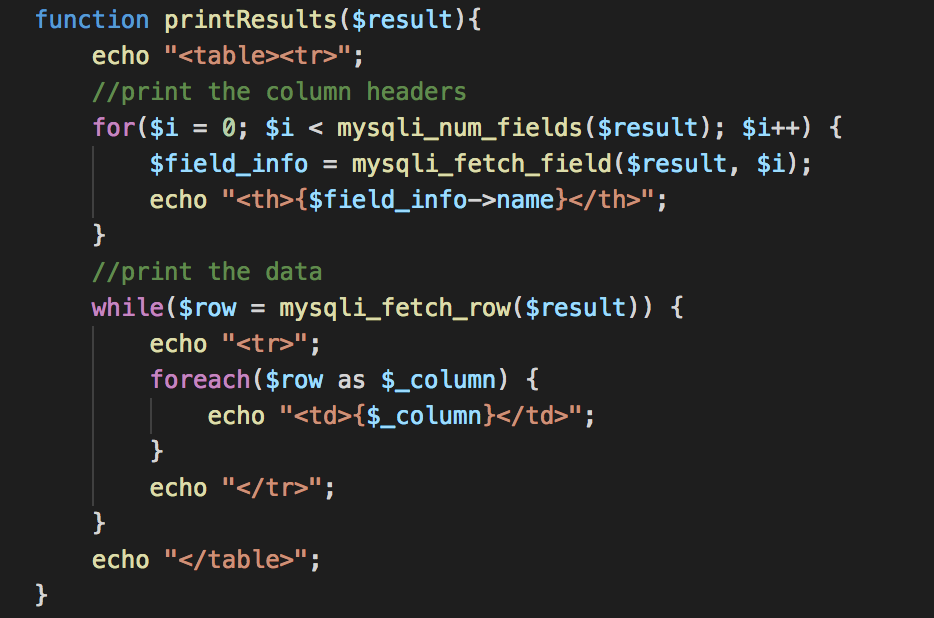 function printResults($result){
    echo "<table><tr>";
    //print the column headers
    for($i = 0; $i < mysqli_num_fields($result); $i++) {
        $field_info = mysqli_fetch_field($result, $i);
        echo "<th>{$field_info->name}</th>";
    }
    //print the data
    while($row = mysqli_fetch_row($result)) {
        echo "<tr>";
        foreach($row as $_column) {
            echo "<td>{$_column}</td>";
        }
        echo "</tr>";
    }
    echo "</table>";
}